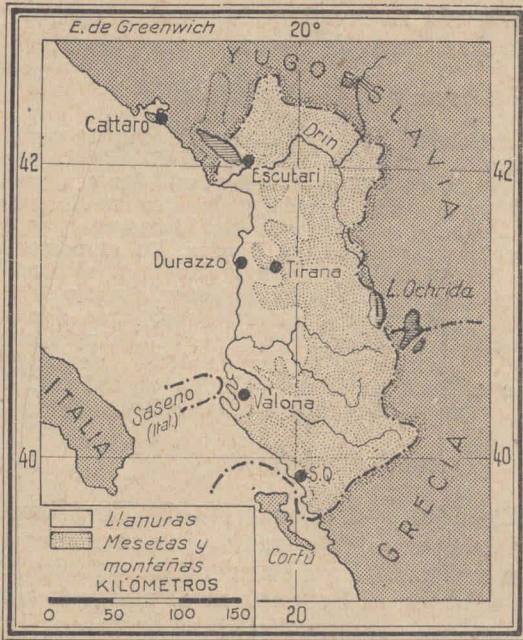 E. de Greenwich
20°
YUGOESLAVIA
Cattaro
Drin
42
42
Escutari
Durazzo
Tirana
L. Ochrida
ITALIA
Saseno
(Ital.)
Valona
40
40
S.Q.
GRECIA
Llanuras
Mesetas y
montañas
Corfú
KILÓMETROS
0 50 100 150
20